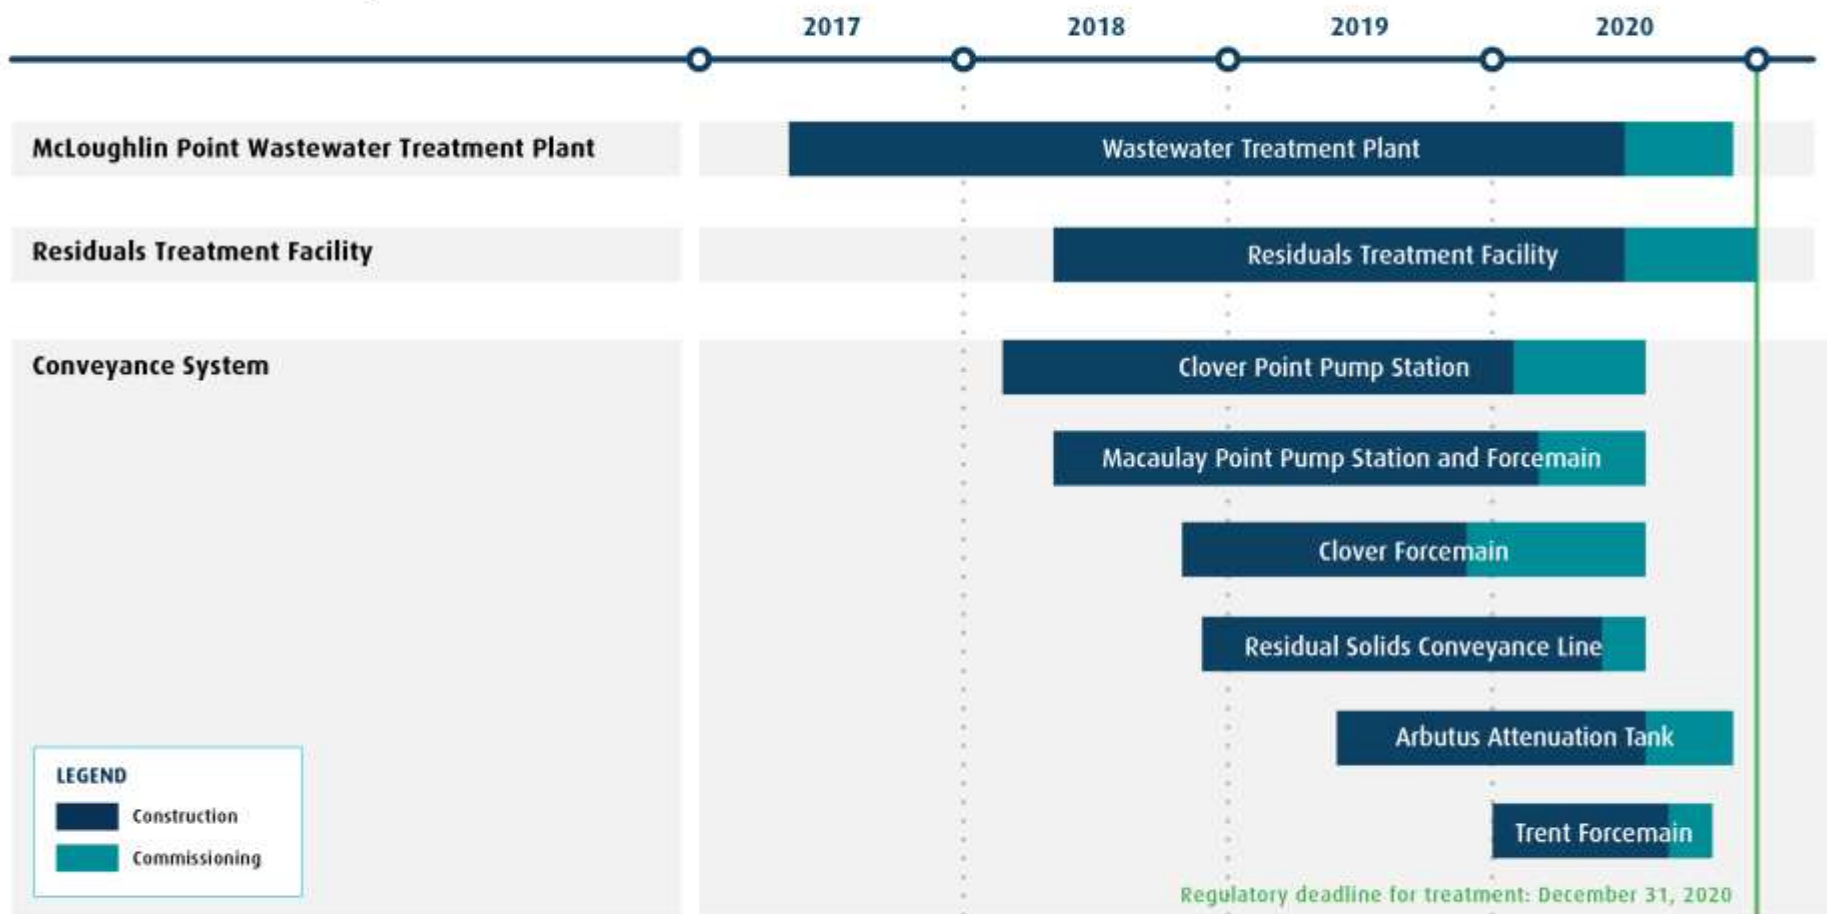 2017 2018 2019 2020
McLoughlin Point Wastewater Treatment Plant
Wastewater Treatment Plant
Residuals Treatment Facility
Residuals Treatment Facility
Conveyance System
Clover Point Pump Station
Macaulay Point Pump Station and Forcemain
Clover Forcemain
Residual Solids Conveyance Line
Arbutus Attenuation Tank
Trent Forcemain
LEGEND
Construction
Commissioning
Regulatory deadline for treatment: December 31, 2020